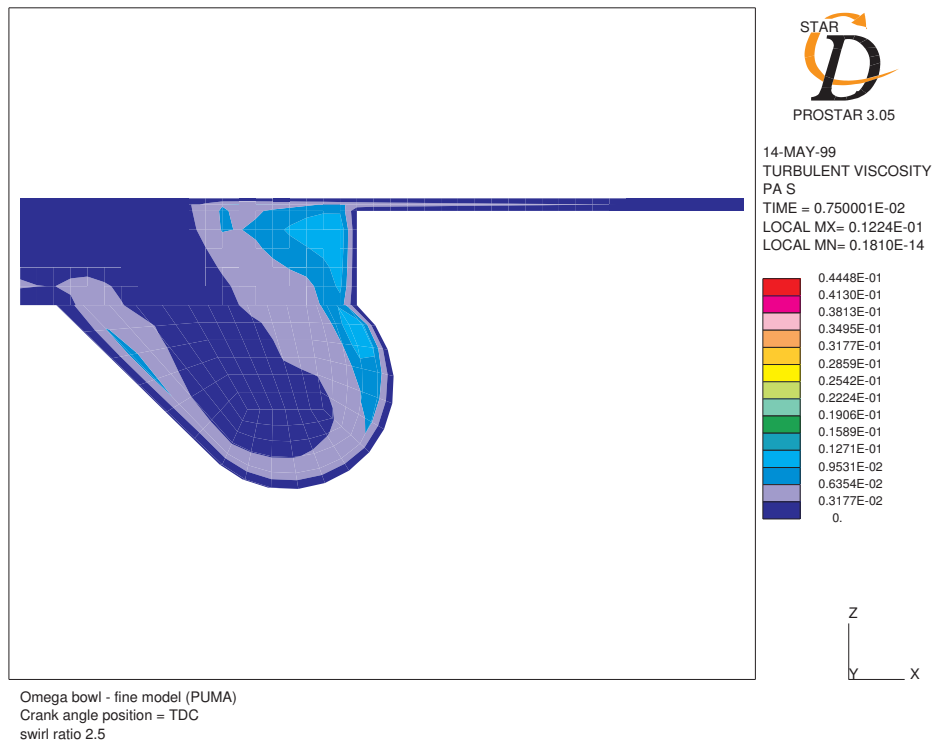 STAR
D
PROSTAR 3.05
14-MAY-99
TURBULENT VISCOSITY
PA S
TIME = 0.750001E-02
LOCAL MX= 0.1224E-01
LOCAL MN= 0.1810E-14
0.4448E-01
0.4130E-01
0.3813E-01
0.3495E-01
0.3177E-01
0.2859E-01
0.2542E-01
0.2224E-01
0.1906E-01
0.1589E-01
0.1271E-01
0.9531E-02
0.6354E-02
0.3177E-02
0.
Z
Y
X
Omega bowl - fine model (PUMA)
Crank angle position = TDC
swirl ratio 2.5